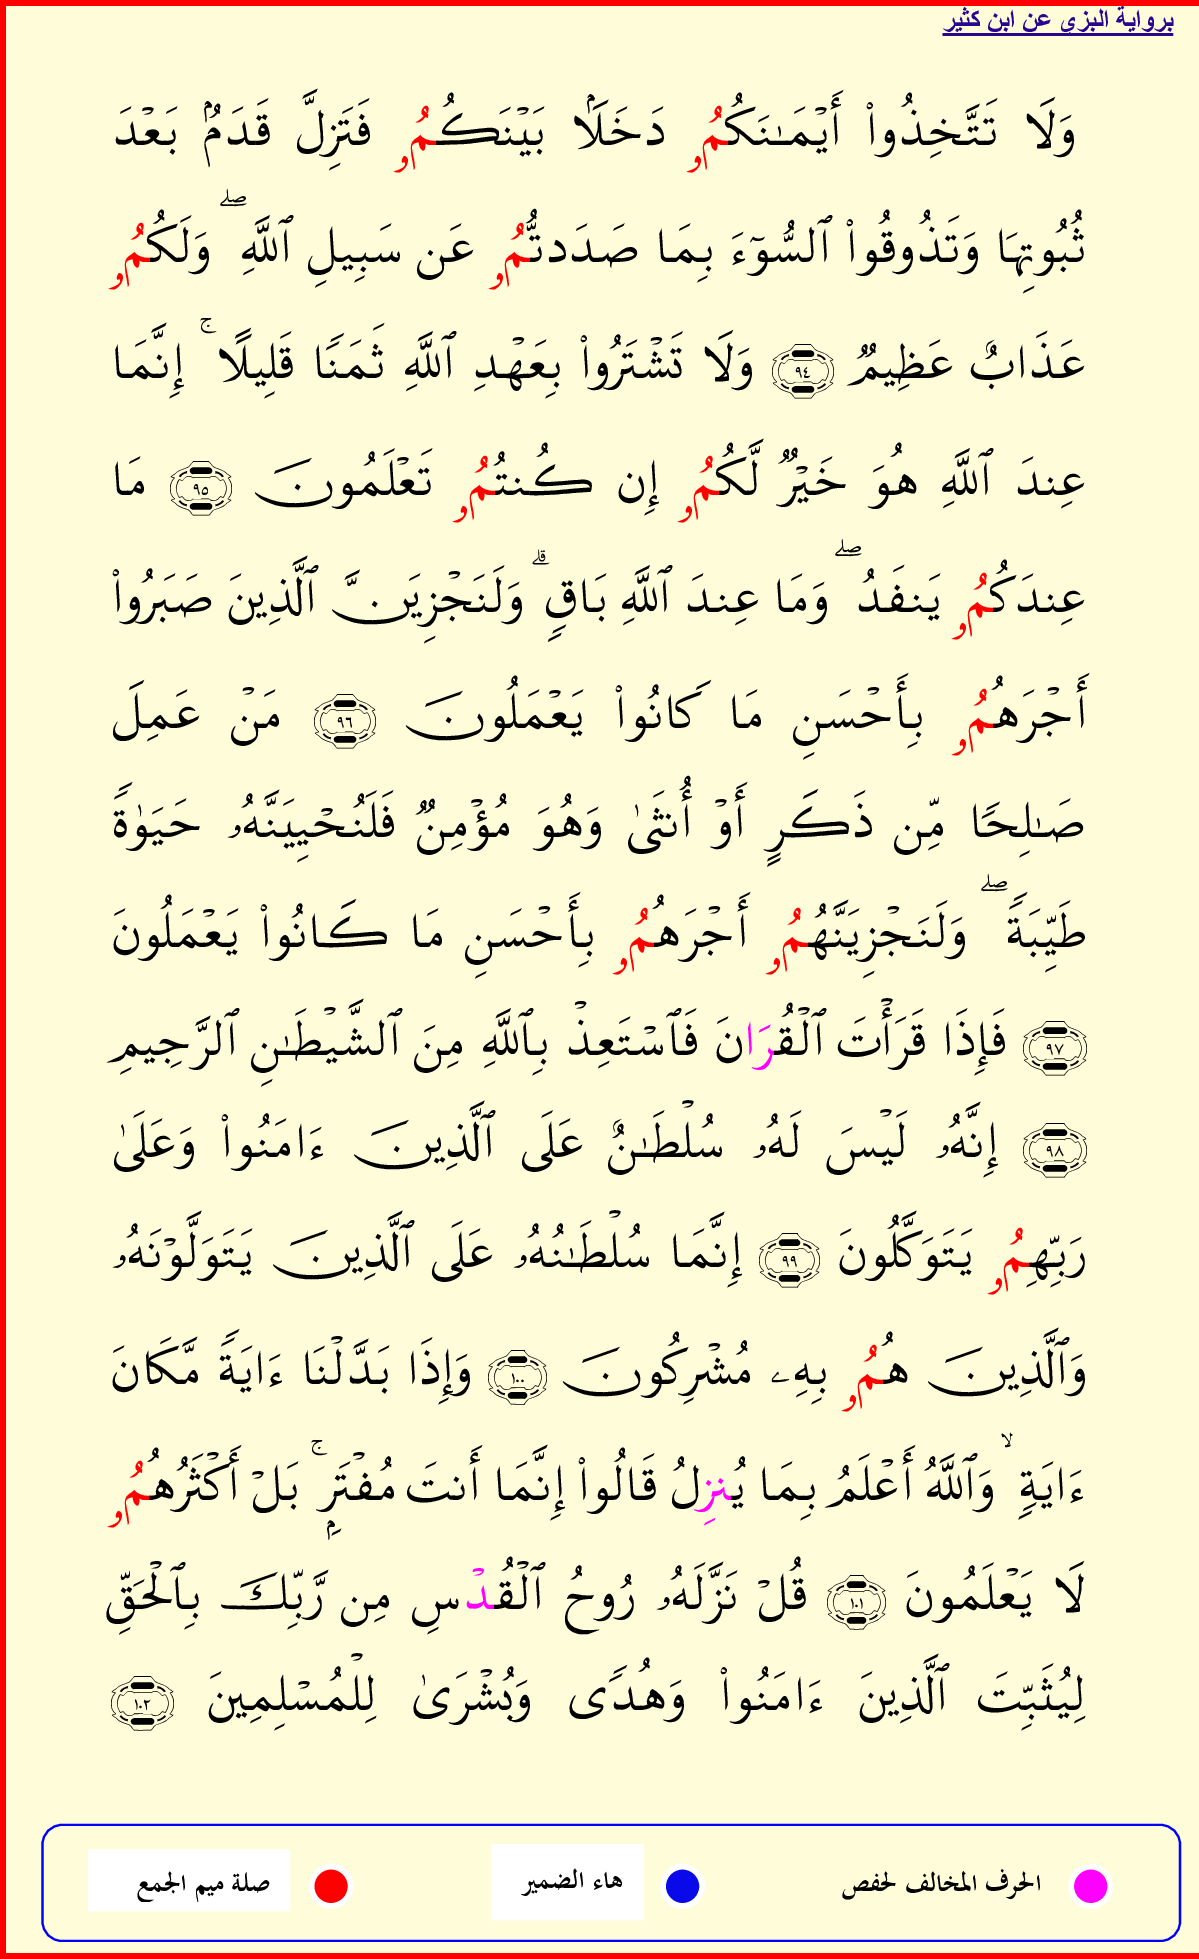 برواية البزي عن ابن كثير
وَلَا تَتَّخِذُوا۟ أَيْمَـٰنَكُمُو دَخَلَۢا بَيْنَكُمُو فَتَزِلَّ قَدَمُۢ بَعْدَ
ثُبُوتِهَا وَتَذُوقُوا۟ ٱلسُّوٓءَ بِمَا صَدَدتُّمُو عَن سَبِيلِ ٱللَّهِ ۖ وَلَكُمُو
عَذَابٌ عَظِيمٌ ٩٤ وَلَا تَشْتَرُوا۟ بِعَهْدِ ٱللَّهِ ثَمَنًا قَلِيلًا ۚ إِنَّمَا
عِندَ ٱللَّهِ هُوَ خَيْرٌ لَّكُمُو إِن كُنتُمُو تَعْلَمُونَ ٩٥ مَا
عِندَكُمُو يَنفَدُ ۖ وَمَا عِندَ ٱللَّهِ بَاقٍ ۗ وَلَنَجْزِيَنَّ ٱلَّذِينَ صَبَرُوا۟
أَجْرَهُمُو بِأَحْسَنِ مَا كَانُوا۟ يَعْمَلُونَ ٩٦ مَنْ عَمِلَ
صَـٰلِحًا مِّن ذَكَرٍ أَوْ أُنثَىٰ وَهُوَ مُؤْمِنٌ فَلَنُحْيِيَنَّهُۥ حَيَوٰةً
طَيِّبَةً ۖ وَلَنَجْزِيَنَّهُمُو أَجْرَهُمُو بِأَحْسَنِ مَا كَانُوا۟ يَعْمَلُونَ
٩٧ فَإِذَا قَرَأْتَ ٱلْقُرَانَ فَٱسْتَعِذْ بِٱللَّهِ مِنَ ٱلشَّيْطَـٰنِ ٱلرَّجِيمِ
٩٨ إِنَّهُۥ لَيْسَ لَهُۥ سُلْطَـٰنٌ عَلَى ٱلَّذِينَ ءَامَنُوا۟ وَعَلَىٰ
رَبِّهِمُو يَتَوَكَّلُونَ ٩٩ إِنَّمَا سُلْطَـٰنُهُۥ عَلَى ٱلَّذِينَ يَتَوَلَّوْنَهُۥ
وَٱلَّذِينَ هُمُو بِهِۦ مُشْرِكُونَ ١٠٠ وَإِذَا بَدَّلْنَا ءَايَةً مَّكَانَ
ءَايَةٍ ۙ وَٱللَّهُ أَعْلَمُ بِمَا يُنزِلُ قَالُوا۟ إِنَّمَا أَنتَ مُفْتَرٍۭ ۚ بَلْ أَكْثَرُهُمُو
لَا يَعْلَمُونَ ١٠١ قُلْ نَزَّلَهُۥ رُوحُ ٱلْقُدْسِ مِن رَّبِّكَ بِٱلْحَقِّ
لِيُثَبِّتَ ٱلَّذِينَ ءَامَنُوا۟ وَهُدًى وَبُشْرَىٰ لِلْمُسْلِمِينَ ١٠٢
الحرف المخالف لحفص هاء الضمير صلة ميم الجمع